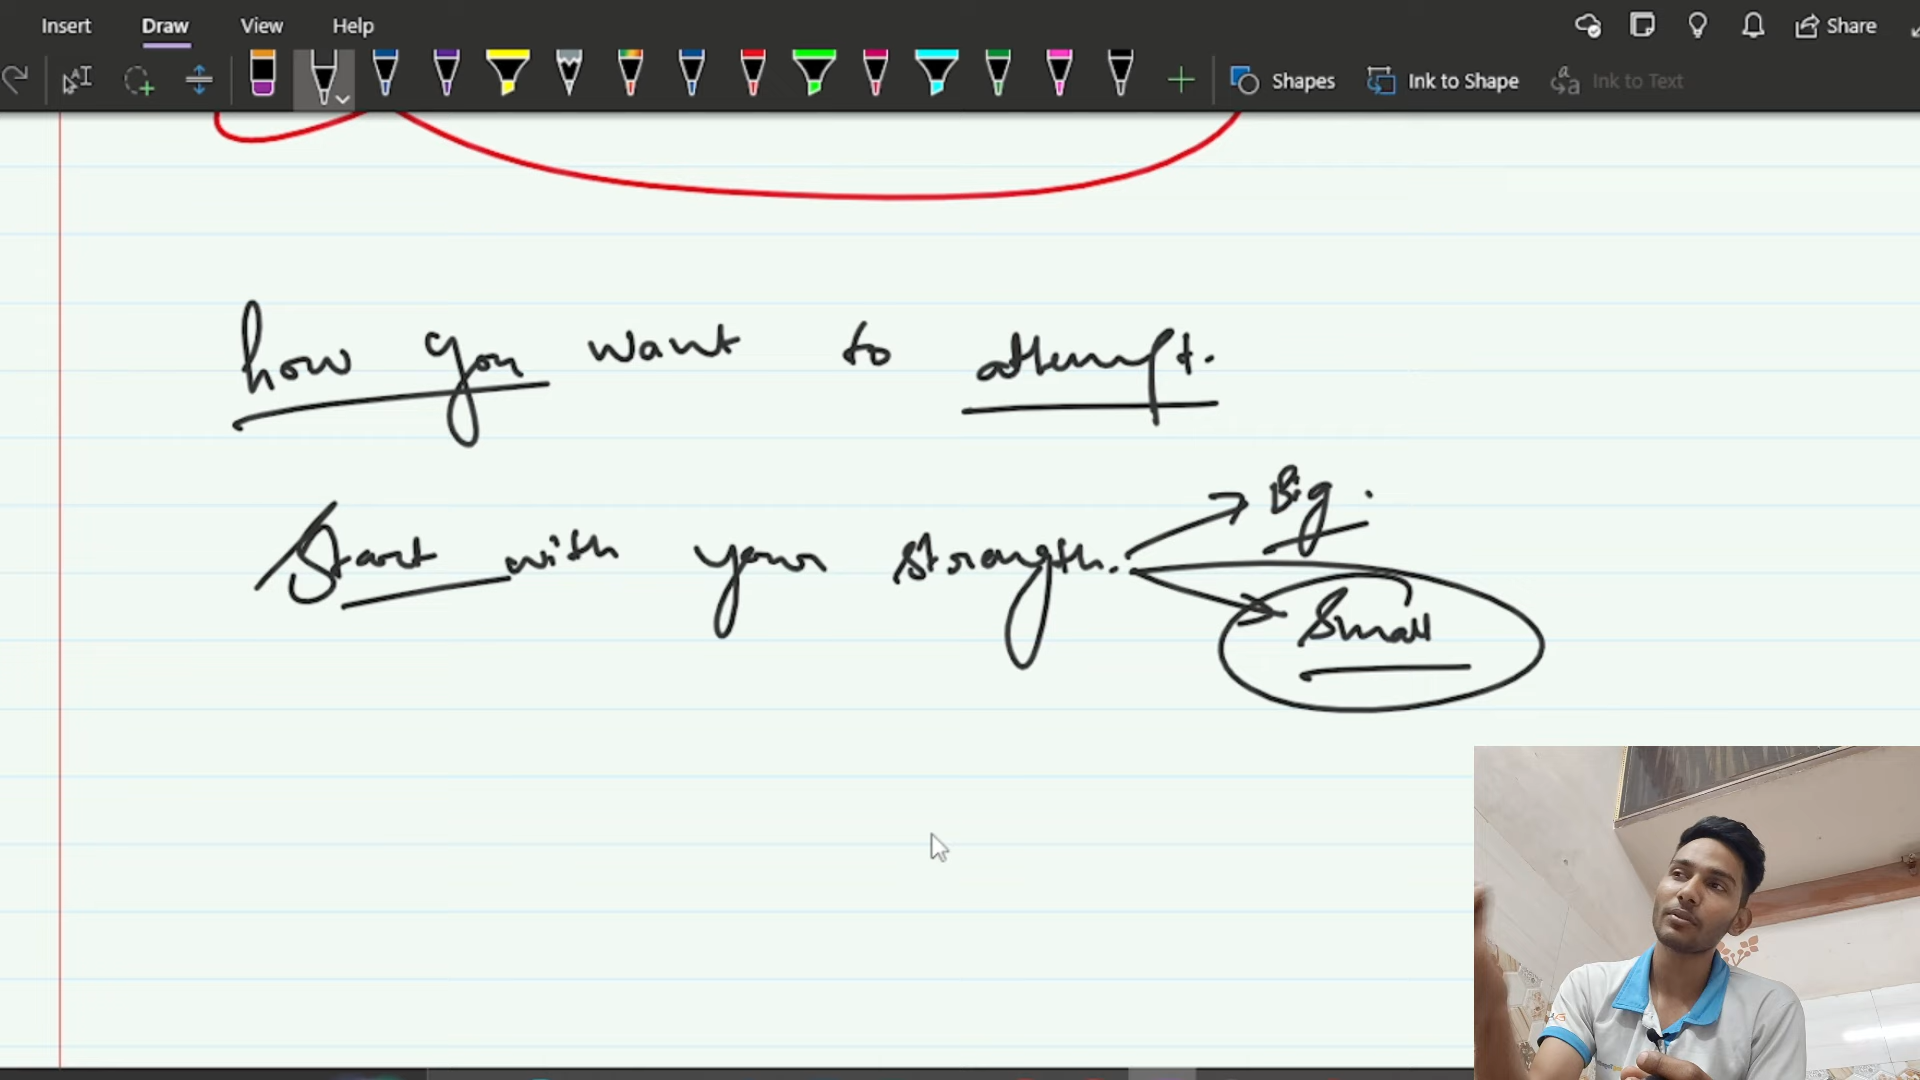 Insert Draw View Help Share
Shapes Ink to Shape Ink to Text
how you want to attempt.
Big.
Start with your strength.
Small